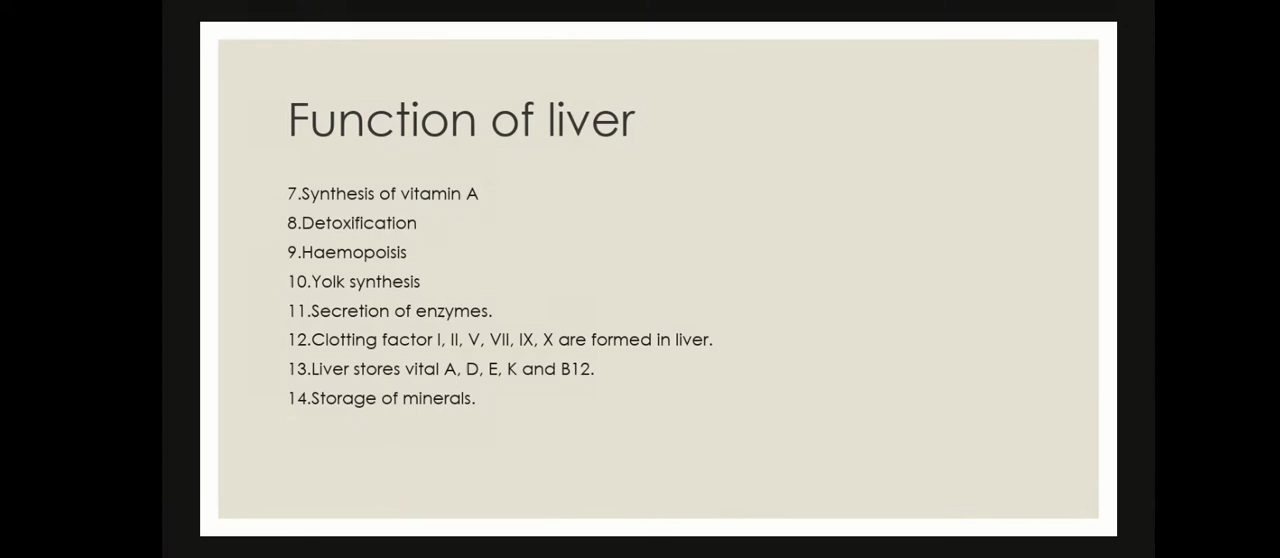 Function of liver
7.Synthesis of vitamin A
8.Detoxification
9.Haemopoisis
10.Yolk synthesis
11.Secretion of enzymes.
12.Clotting factor I, II, V, VII, IX, X are formed in liver.
13.Liver stores vital A, D, E, K and B12.
14.Storage of minerals.